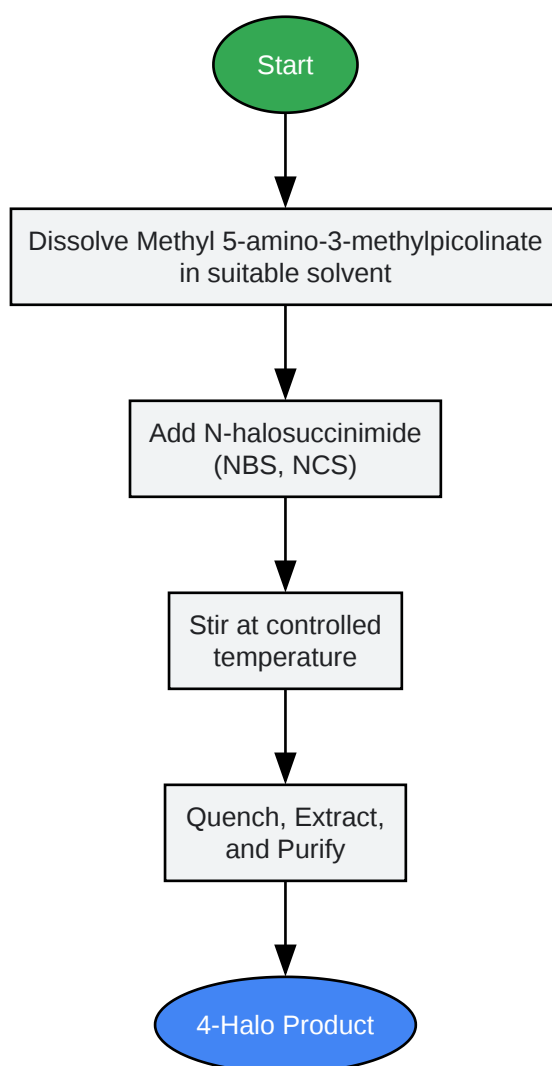 Start
Dissolve Methyl 5-amino-3-methylpicolinate
in suitable solvent
Add N-halosuccinimide
(NBS, NCS)
Stir at controlled
temperature
Quench, Extract,
and Purify
4-Halo Product